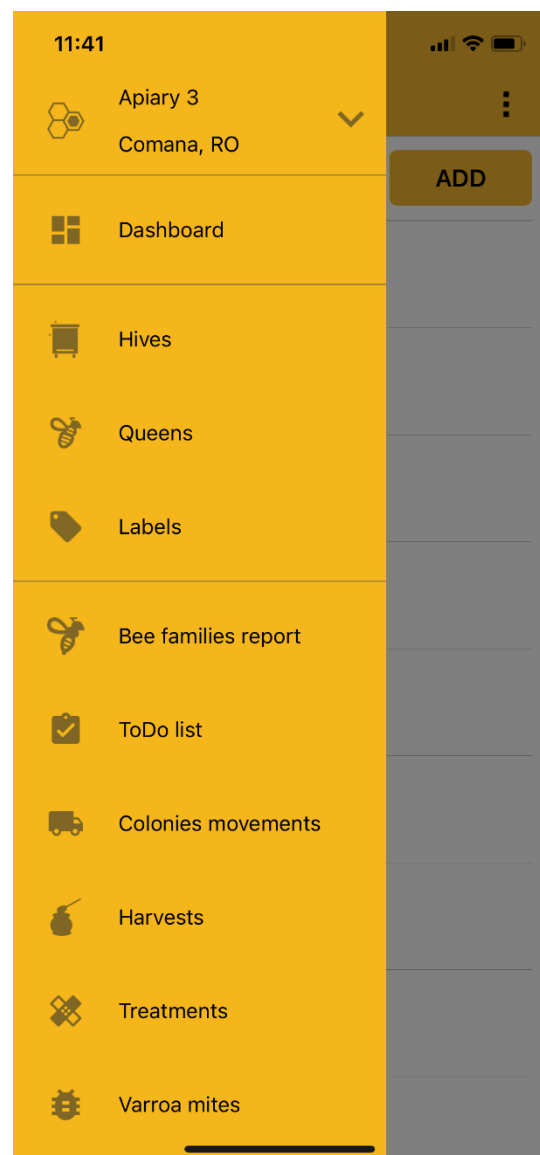 11:41
Apiary 3
Comana, RO
ADD
Dashboard
Hives
Queens
Labels
Bee families report
ToDo list
Colonies movements
Harvests
Treatments
Varroa mites